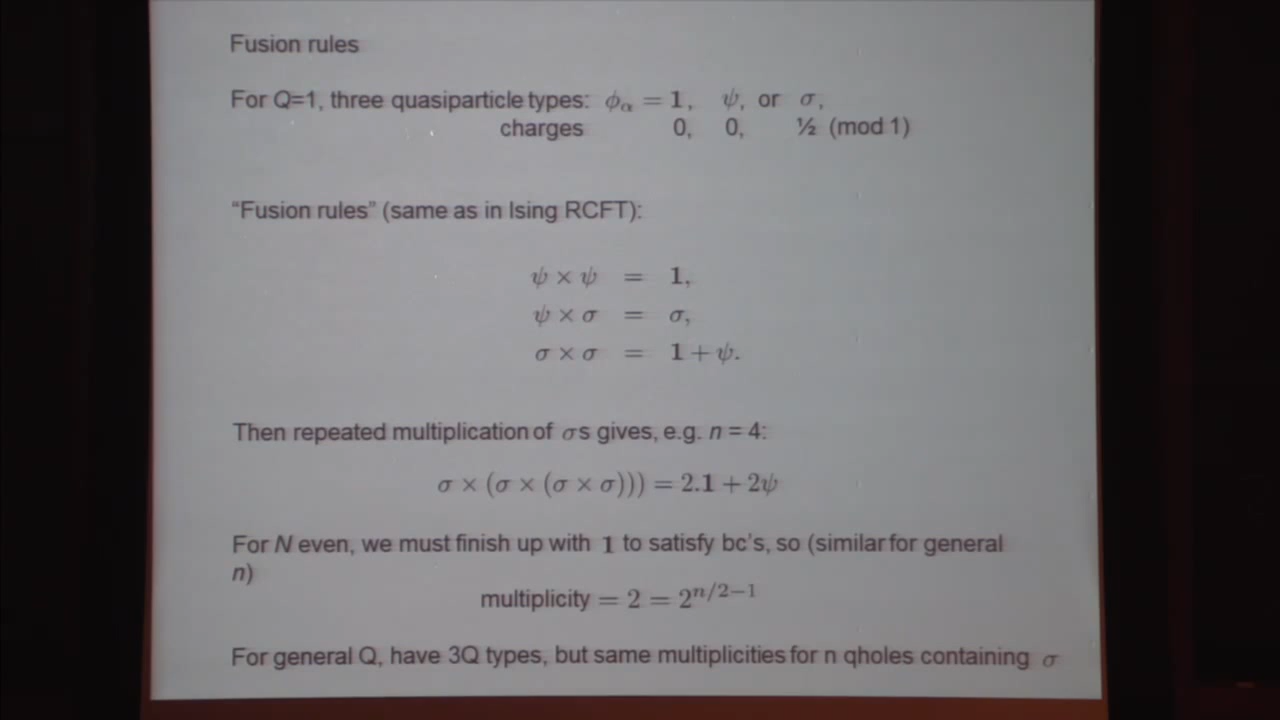 Fusion rules
For Q=1, three quasiparticle types: ϕα = 1, ψ, or σ,
charges 0, 0, ½ (mod 1)
“Fusion rules” (same as in Ising RCFT):
ψ × ψ = 1,
ψ × σ = σ,
σ × σ = 1 + ψ.
Then repeated multiplication of σs gives, e.g. n = 4:
σ × (σ × (σ × σ))) = 2.1 + 2ψ
For N even, we must finish up with 1 to satisfy bc's, so (similar for general
n)
multiplicity = 2 = 2^{n/2−1}
For general Q, have 3Q types, but same multiplicities for n qholes containing σ